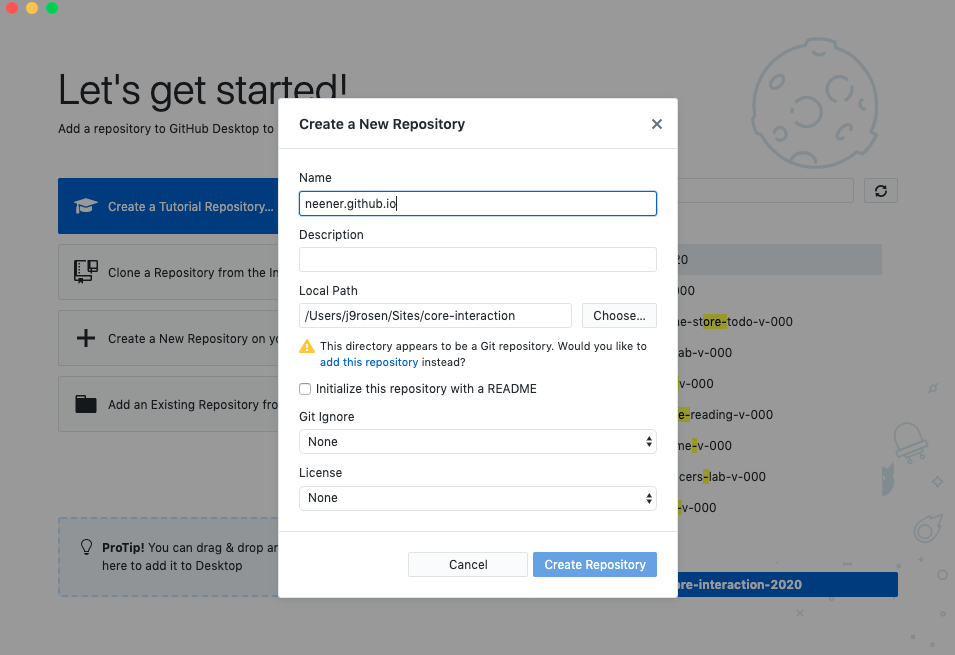 Let's get started!
Add a repository to GitHub Desktop to
Create a Tutorial Repository...
Clone a Repository from the In
Create a New Repository on yo
Add an Existing Repository fro
ProTip! You can drag & drop an
here to add it to Desktop
Create a New Repository
Name
neener.github.io
Description
Local Path
/Users/j9rosen/Sites/core-interaction
Choose...
This directory appears to be a Git repository. Would you like to
add this repository instead?
Initialize this repository with a README
Git Ignore
None
License
None
Cancel
Create Repository
20
00
e-store-todo-v-000
ab-v-000
v-000
e-reading-v-000
me-v-000
cers-lab-v-000
-v-000
ore-interaction-2020